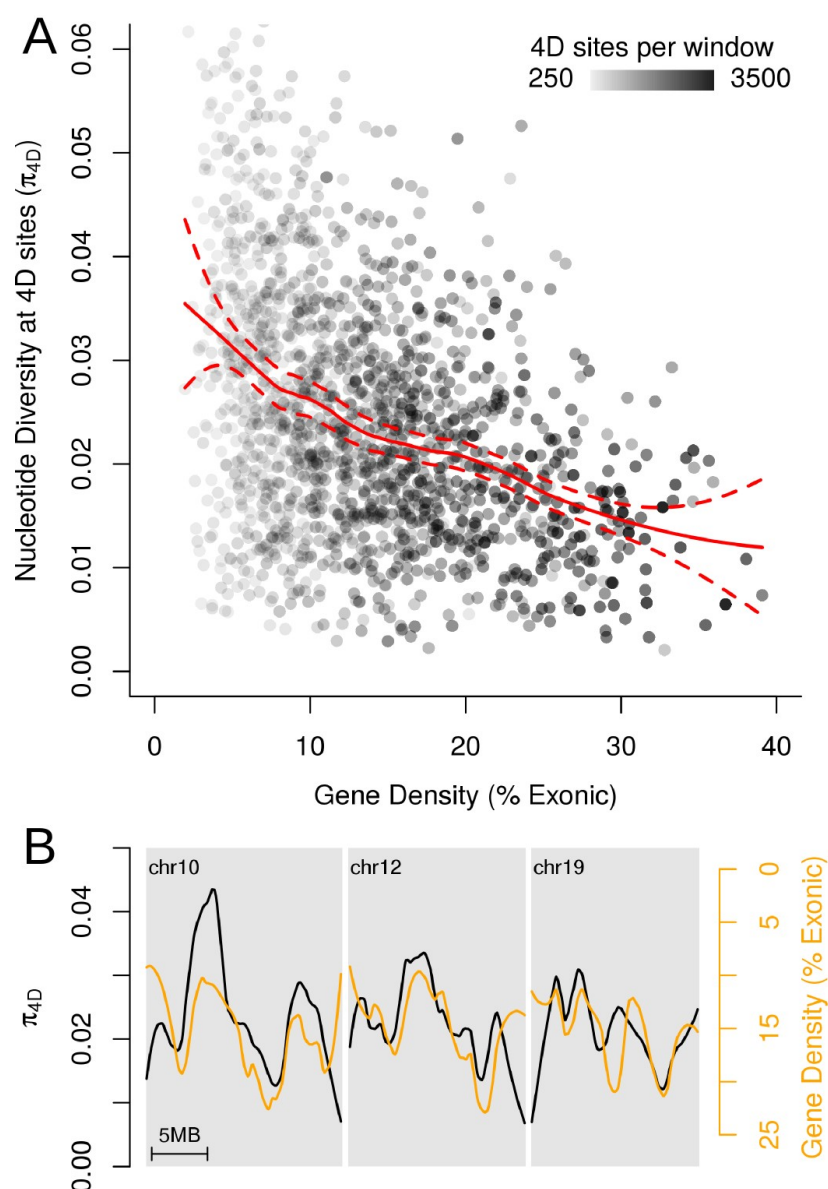 A
4D sites per window
250 3500
Nucleotide Diversity at 4D sites (π4D)
0.06
0.05
0.04
0.03
0.02
0.01
0.00
0 10 20 30 40
Gene Density (% Exonic)
B
chr10 chr12 chr19
π4D
0.04
0.02
0.00
5MB
0
5
15
25
Gene Density (% Exonic)